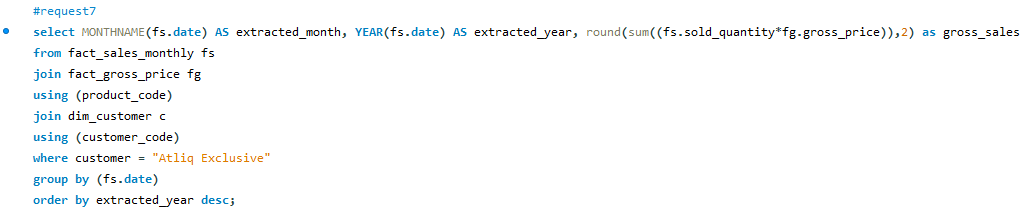 #request7
select MONTHNAME(fs.date) AS extracted_month, YEAR(fs.date) AS extracted_year, round(sum((fs.sold_quantity*fg.gross_price)),2) as gross_sales
from fact_sales_monthly fs
join fact_gross_price fg
using (product_code)
join dim_customer c
using (customer_code)
where customer = "Atliq Exclusive"
group by (fs.date)
order by extracted_year desc;